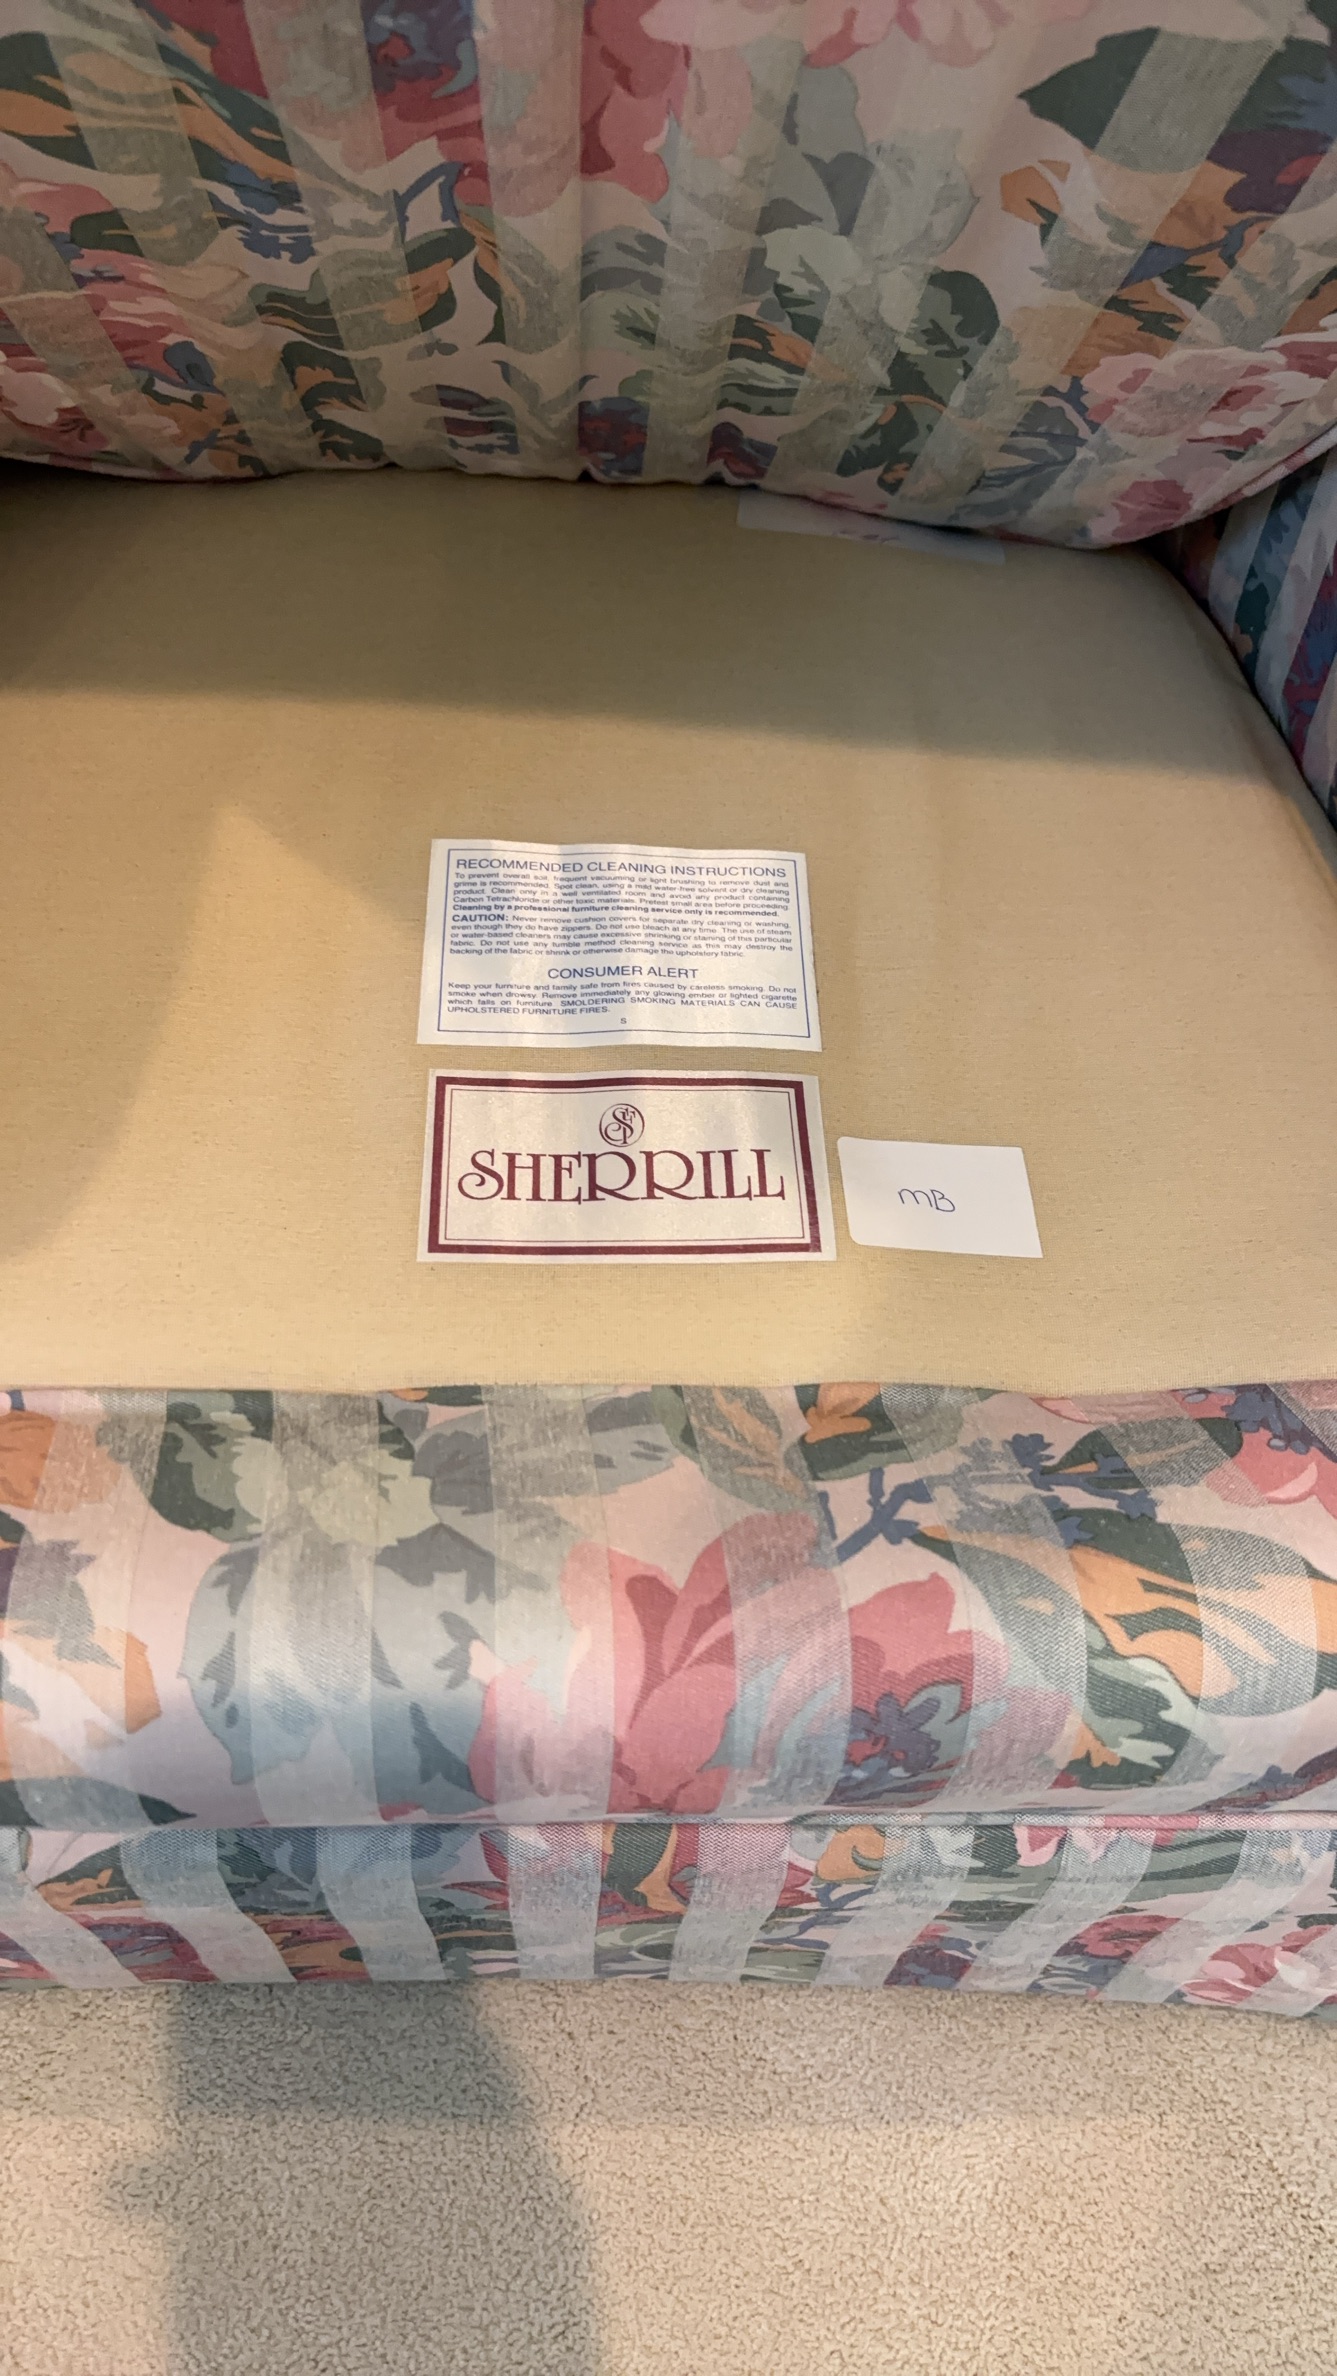 RECOMMENDED CLEANING INSTRUCTIONS
To prevent overall soil, frequent vacuuming or light brushing to remove dust and
grime is recommended. Spot clean, using a mild water-free solvent or dry cleaning
product. Clean only in a well ventilated room and avoid any product containing
Carbon Tetrachloride or other toxic materials. Pretest small area before proceeding.
Cleaning by a professional furniture cleaning service only is recommended.
CAUTION: Never remove cushion covers for separate dry cleaning or washing,
even though they do have zippers. Do not use bleach at any time. The use of steam
or water-based cleaners may cause excessive shrinking or staining of this particular
fabric. Do not use any tumble method cleaning service as this may destroy the
backing of the fabric or shrink or otherwise damage the upholstery fabric.
CONSUMER ALERT
Keep your furniture and family safe from fires caused by careless smoking. Do not
smoke when drowsy. Remove immediately any glowing ember or lighted cigarette
which falls on furniture. SMOLDERING SMOKING MATERIALS CAN CAUSE
UPHOLSTERED FURNITURE FIRES.
S
SHERRILL
MB